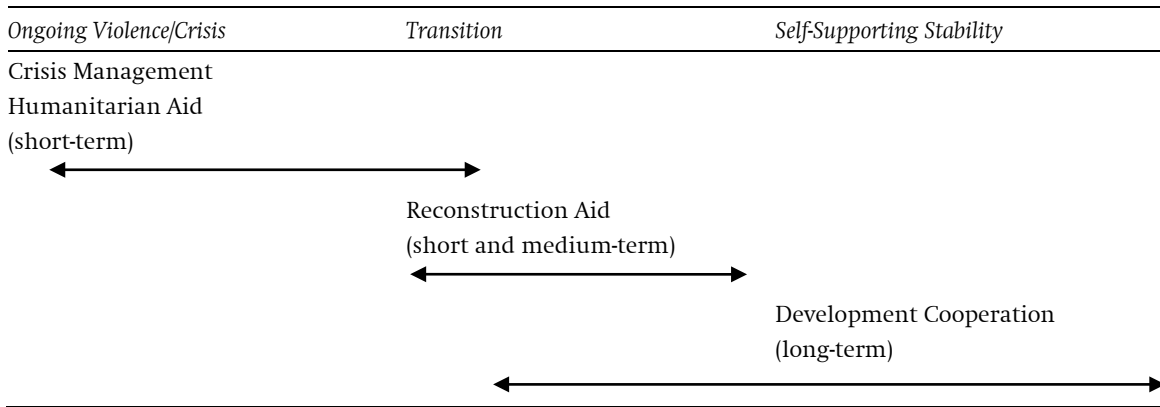 Ongoing Violence/Crisis Transition Self-Supporting Stability
Crisis Management
Humanitarian Aid
(short-term)
Reconstruction Aid
(short and medium-term)
Development Cooperation
(long-term)